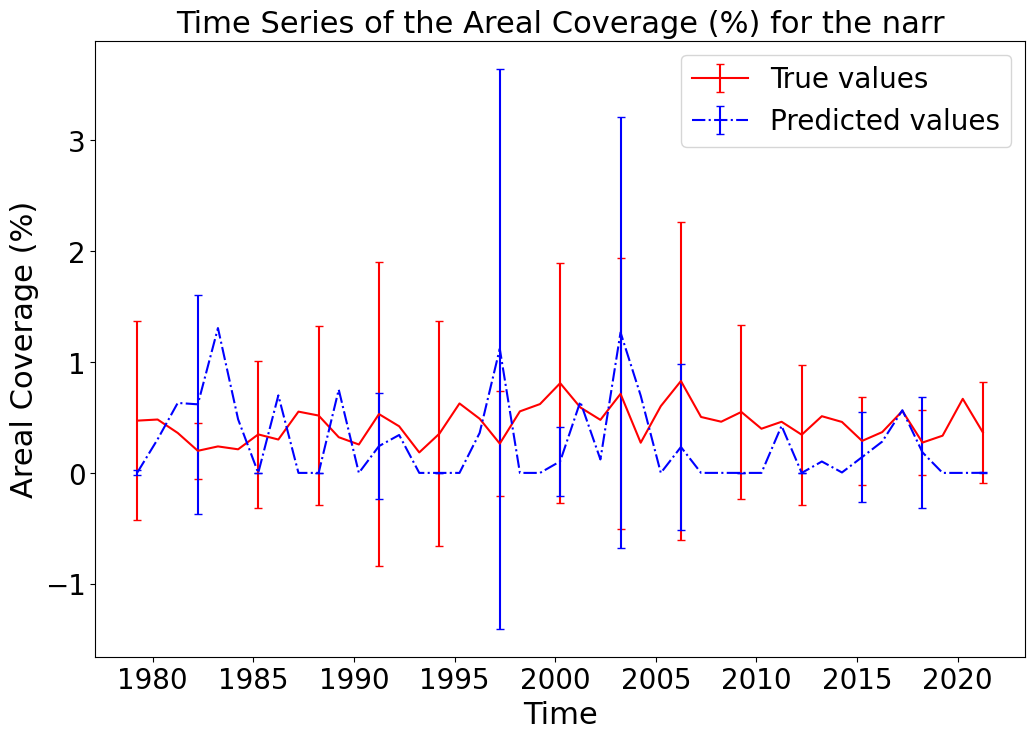 Time Series of the Areal Coverage (%) for the narr
True values
Predicted values
Areal Coverage (%)
3
2
1
0
−1
1980 1985 1990 1995 2000 2005 2010 2015 2020
Time